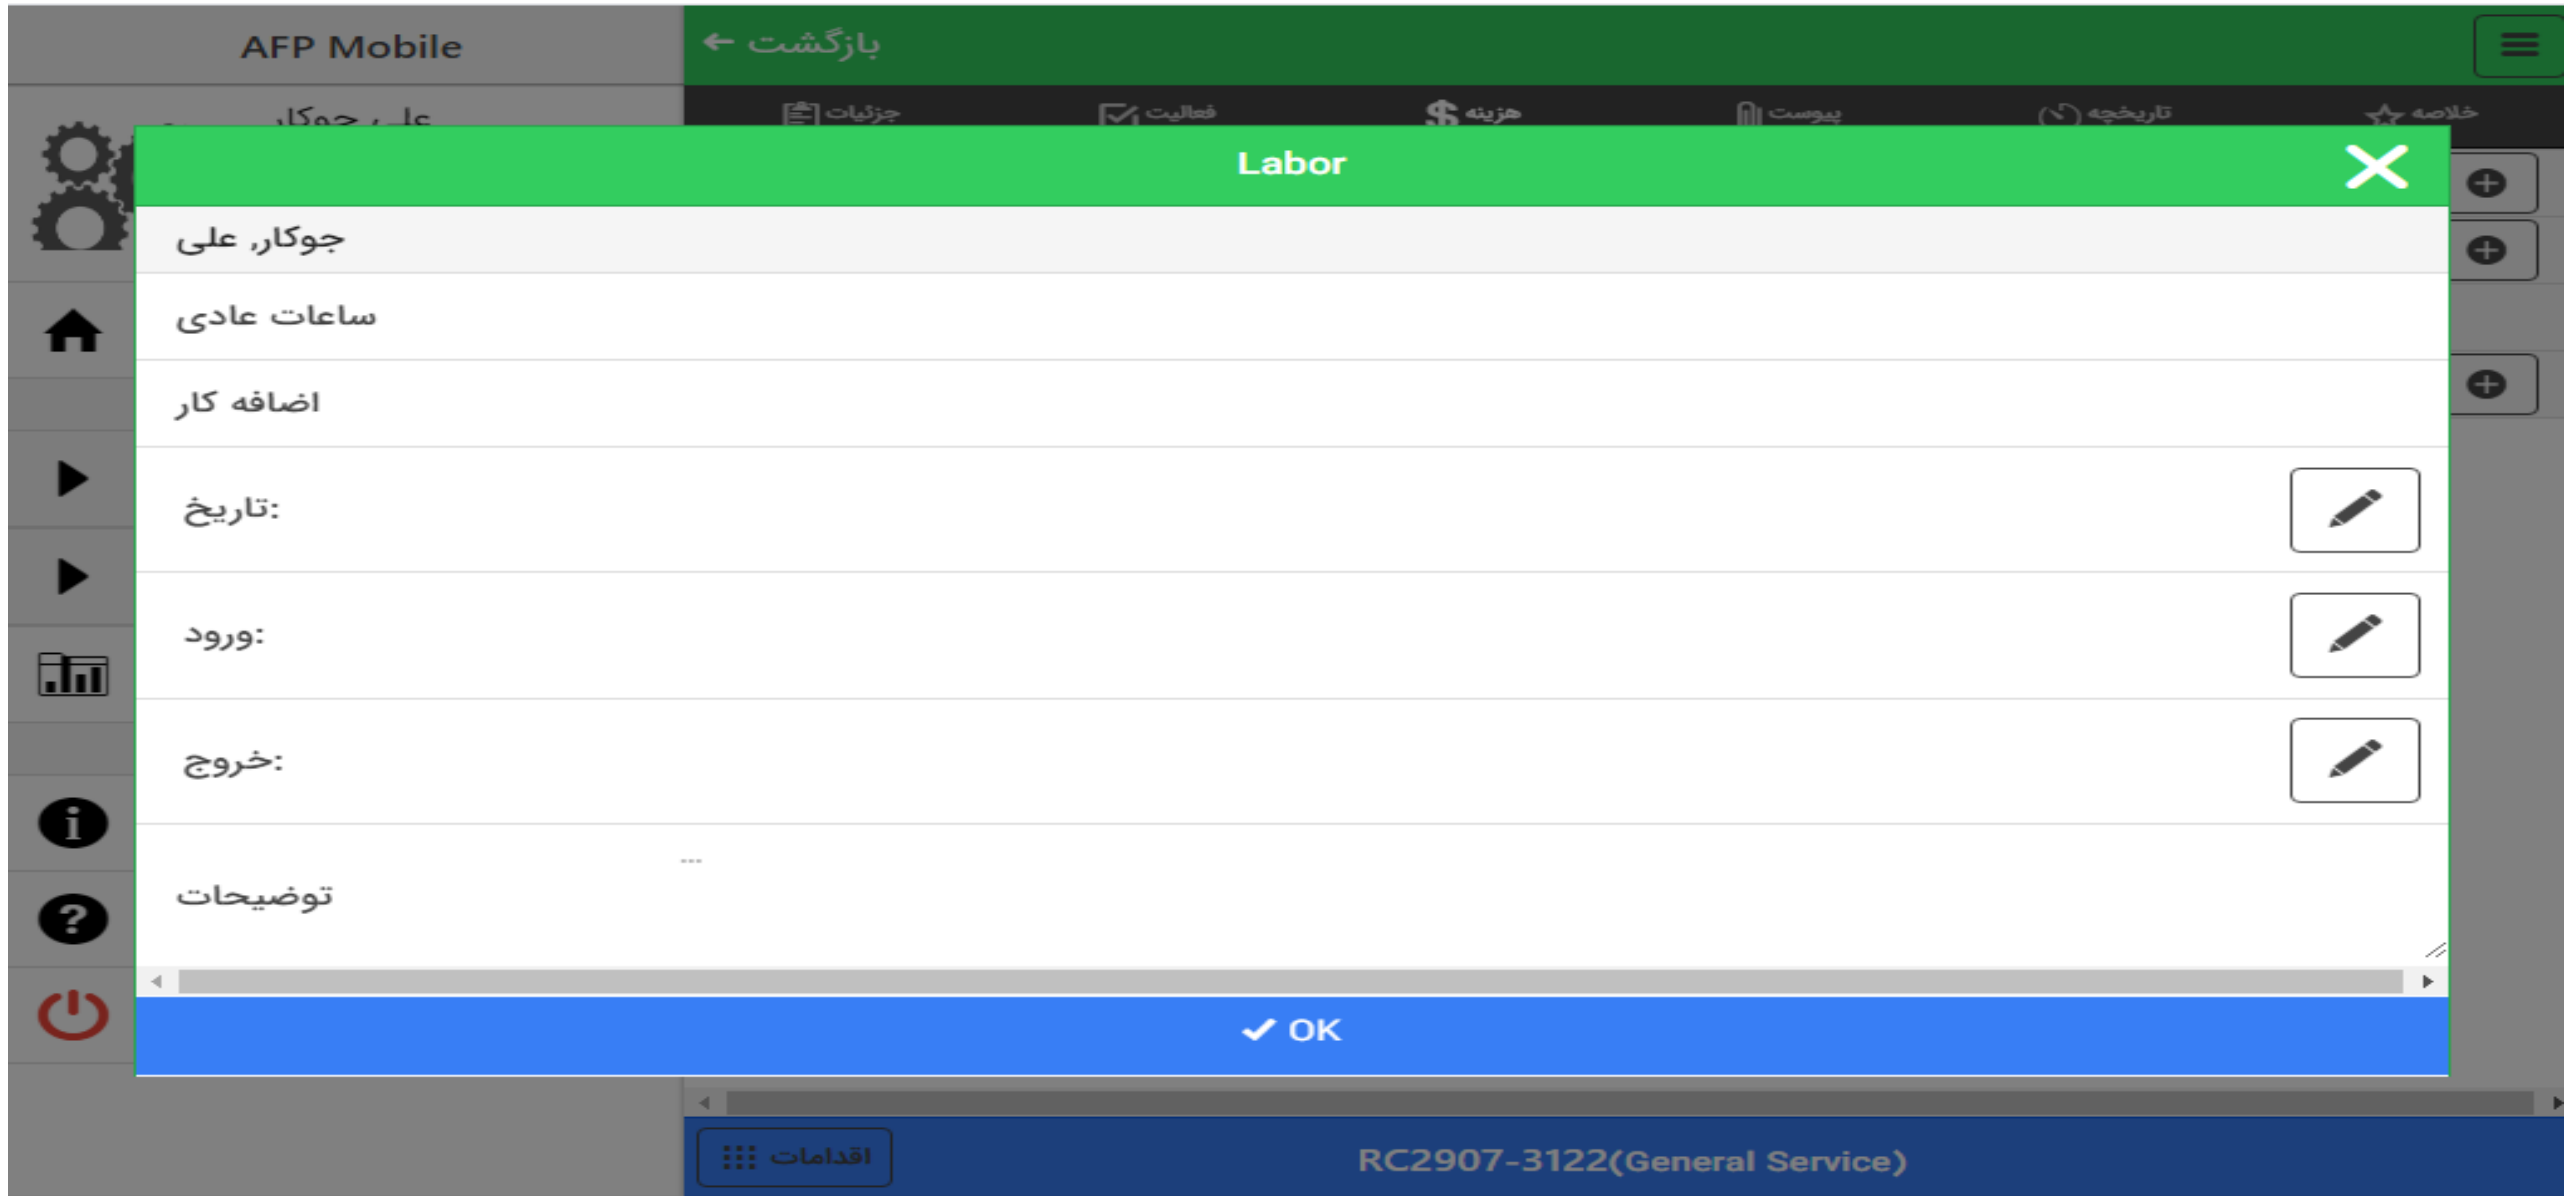 AFP Mobile
بازگشت
علی جوکار
جزئیات
فعالیت
هزینه
پیوست
تاریخچه
خلاصه
Labor
جوکار, علی
ساعات عادی
اضافه کار
تاریخ:
ورود:
خروج:
...
توضیحات
OK
اقدامات
RC2907-3122(General Service)